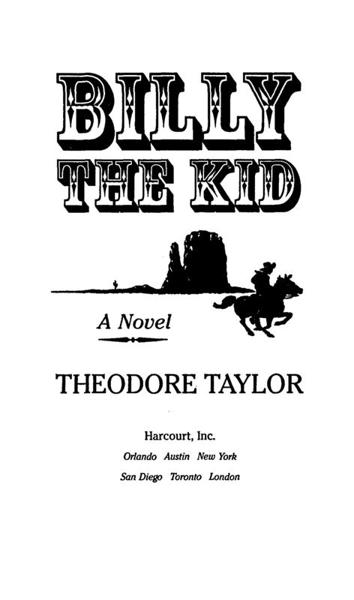 BILLY
THE KID
A Novel
THEODORE TAYLOR
Harcourt, Inc.
Orlando Austin New York
San Diego Toronto London